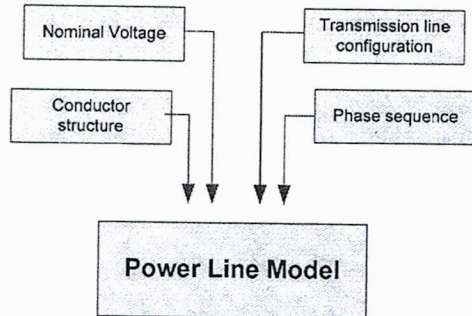 Nominal Voltage
Transmission line
configuration
Conductor
structure
Phase sequence
Power Line Model